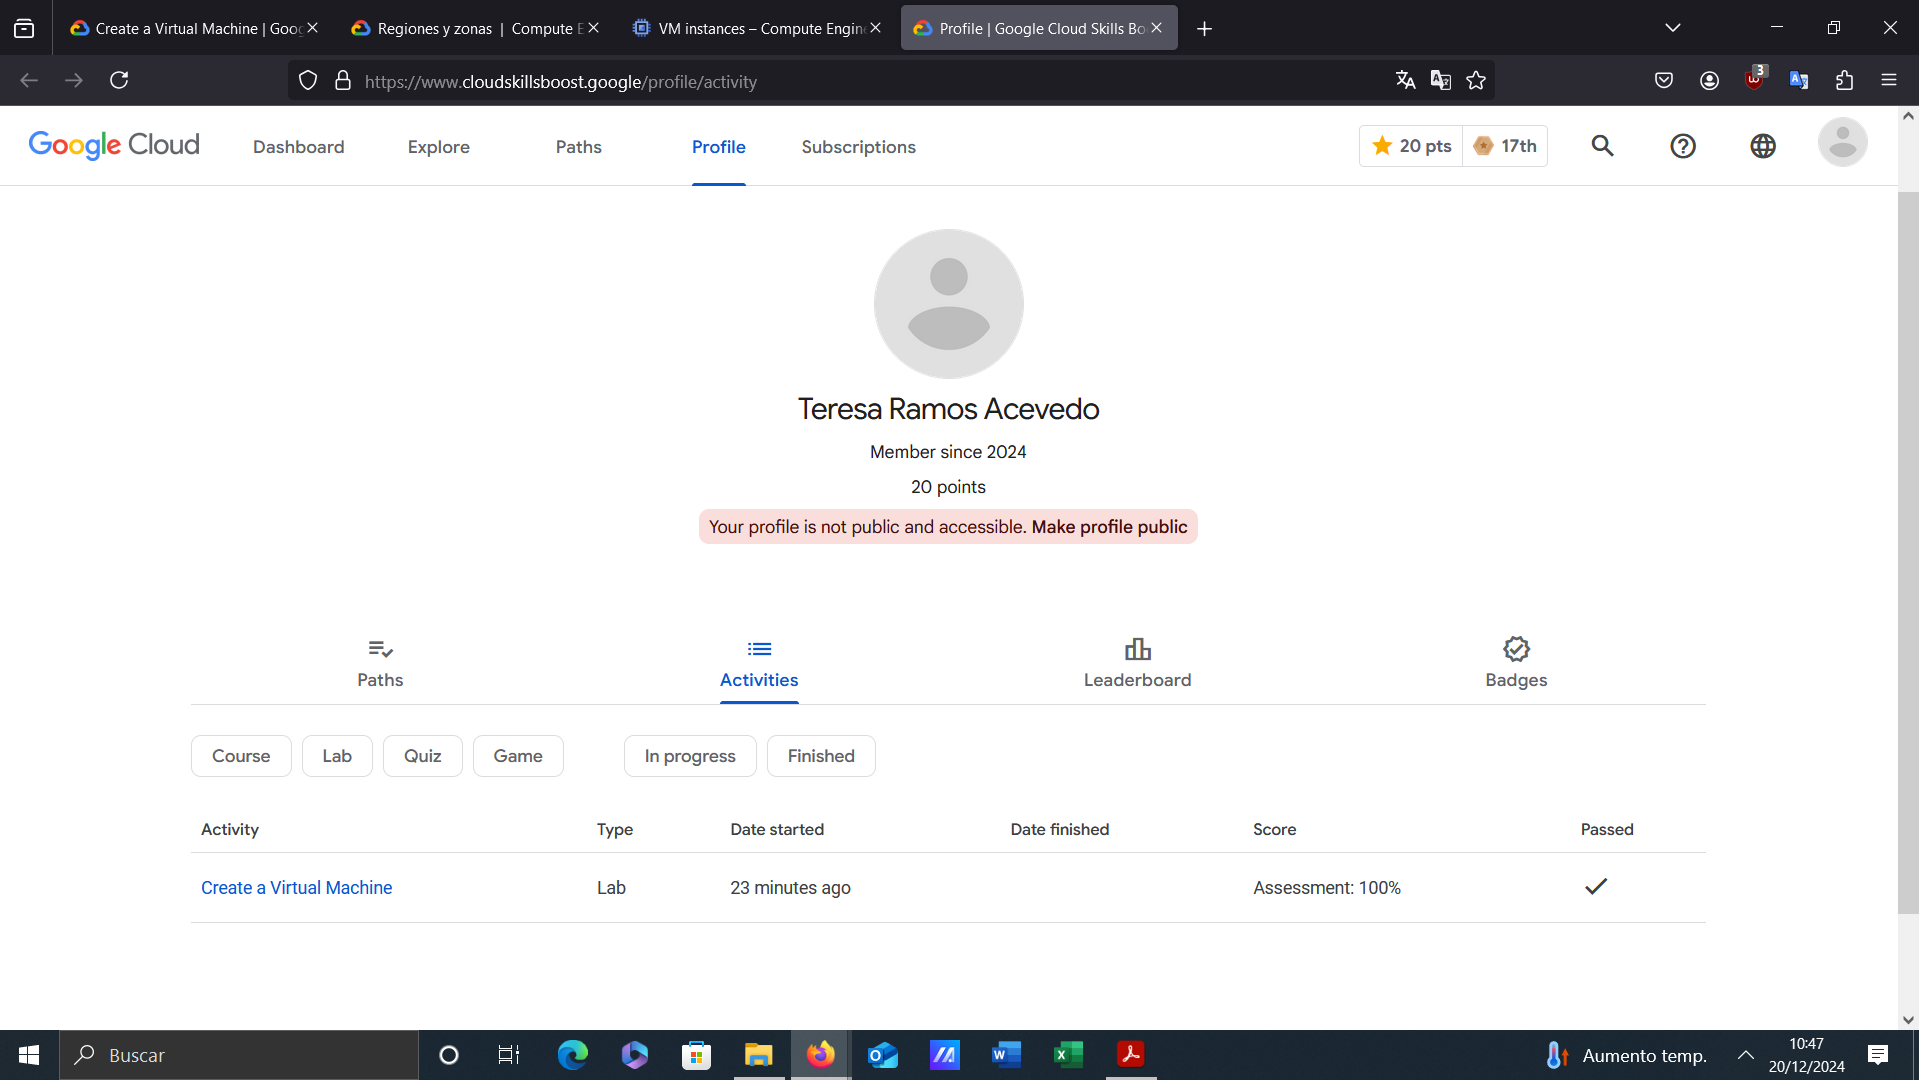 Create a Virtual Machine | Goog
Regiones y zonas | Compute E
VM instances – Compute Engine
Profile | Google Cloud Skills Bo
https://www.cloudskillsboost.google/profile/activity
3
Google Cloud
Dashboard
Explore
Paths
Profile
Subscriptions
20 pts
17th
Teresa Ramos Acevedo
Member since 2024
20 points
Your profile is not public and accessible. Make profile public
Paths
Activities
Leaderboard
Badges
Course
Lab
Quiz
Game
In progress
Finished
Activity
Type
Date started
Date finished
Score
Passed
Create a Virtual Machine
Lab
23 minutes ago
Assessment: 100%
Buscar
Aumento temp.
10:47
20/12/2024